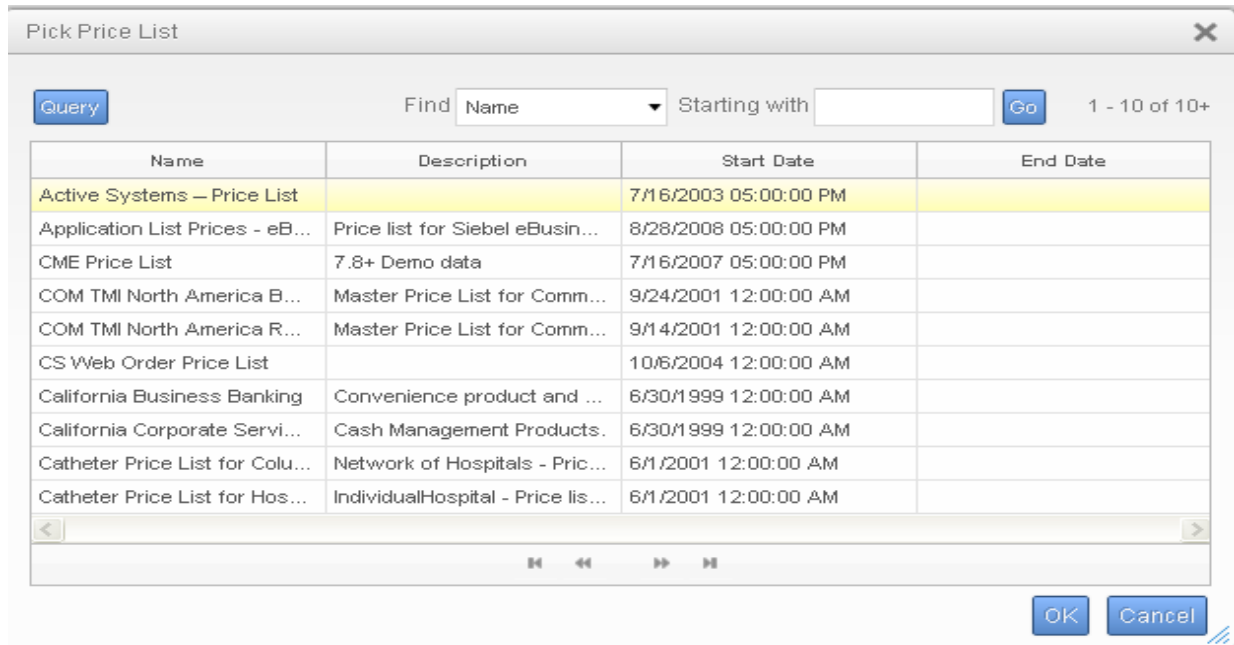 Pick Price List
Query Find Name Starting with Go 1 - 10 of 10+
Name Description Start Date End Date
Active Systems – Price List 7/16/2003 05:00:00 PM
Application List Prices - eB... Price list for Siebel eBusin... 8/28/2008 05:00:00 PM
CME Price List 7.8+ Demo data 7/16/2007 05:00:00 PM
COM TMI North America B... Master Price List for Comm... 9/24/2001 12:00:00 AM
COM TMI North America R... Master Price List for Comm... 9/14/2001 12:00:00 AM
CS Web Order Price List 10/6/2004 12:00:00 AM
California Business Banking Convenience product and ... 6/30/1999 12:00:00 AM
California Corporate Servi... Cash Management Products. 6/30/1999 12:00:00 AM
Catheter Price List for Colu... Network of Hospitals - Pric... 6/1/2001 12:00:00 AM
Catheter Price List for Hos... IndividualHospital - Price lis... 6/1/2001 12:00:00 AM
OK Cancel